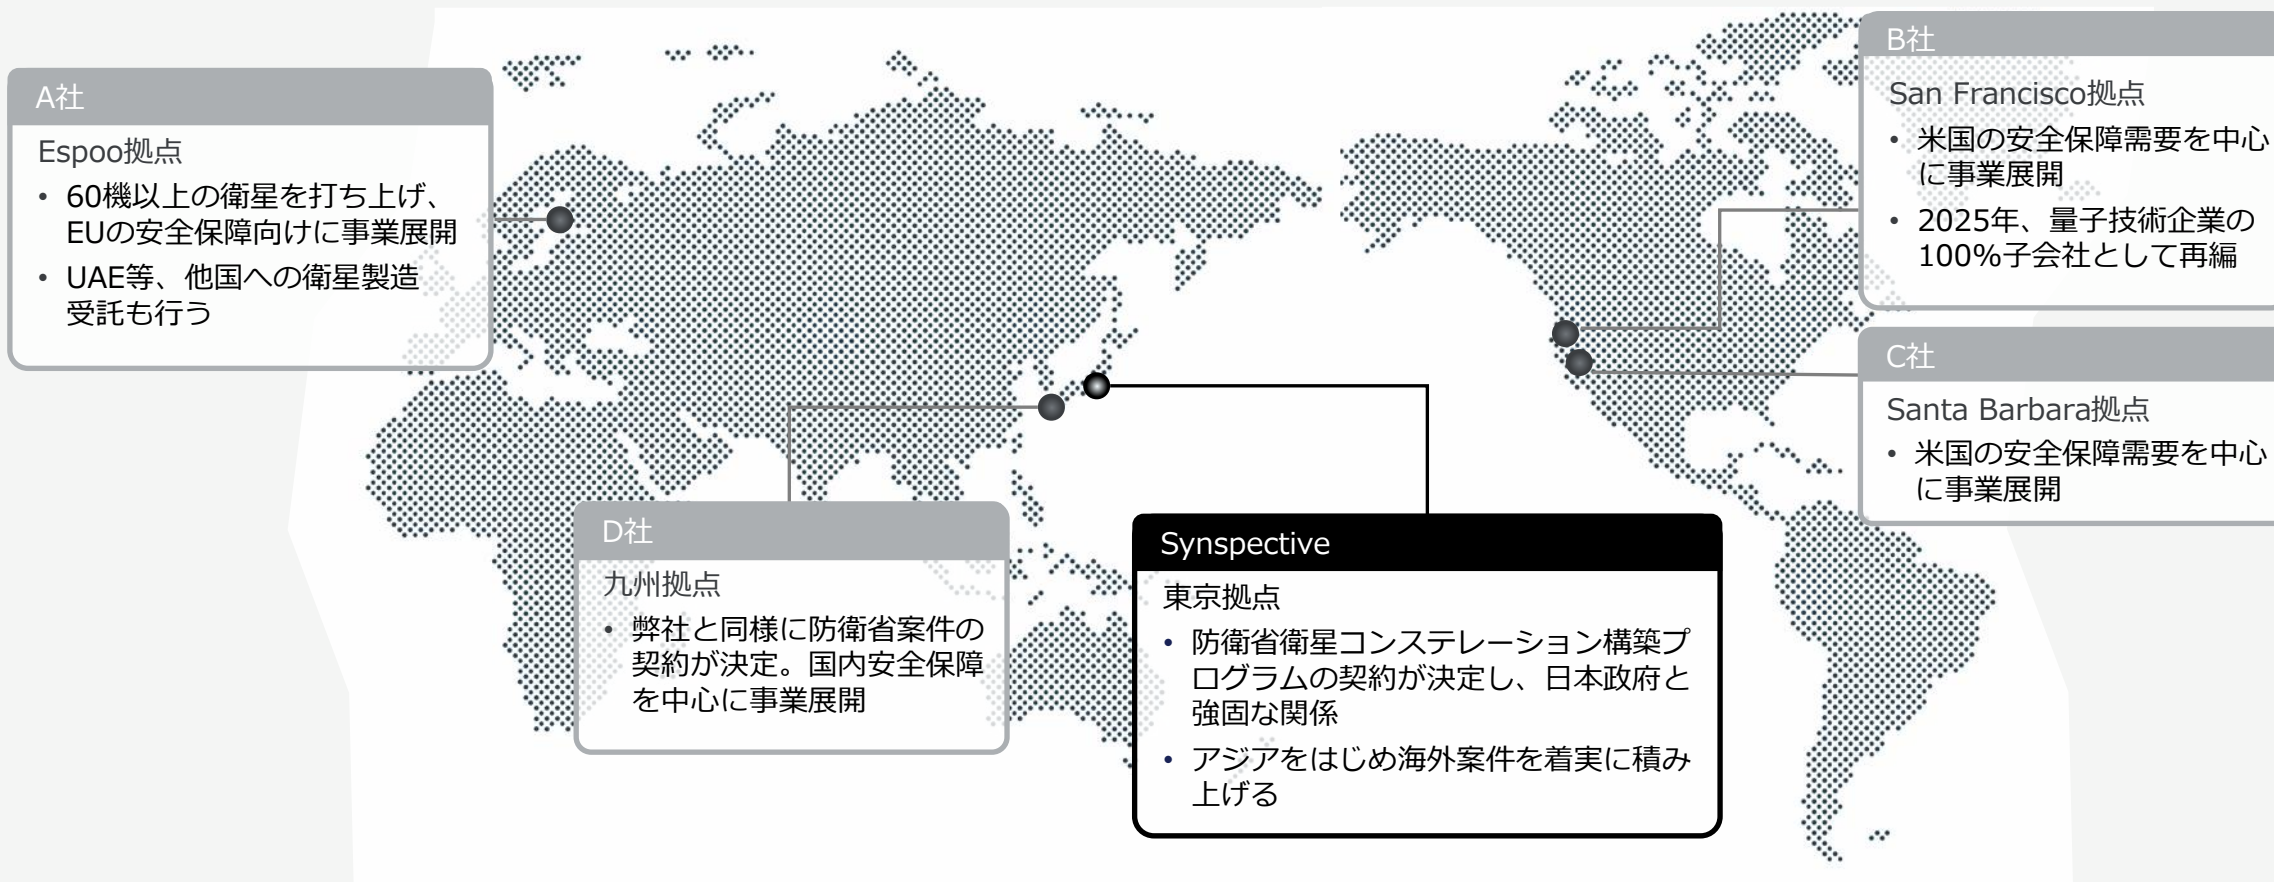 A社
Espoo拠点
• 60機以上の衛星を打ち上げ、
EUの安全保障向けに事業展開
• UAE等、他国への衛星製造
受託も行う
B社
San Francisco拠点
• 米国の安全保障需要を中心
に事業展開
• 2025年、量子技術企業の
100%子会社として再編
C社
Santa Barbara拠点
• 米国の安全保障需要を中心
に事業展開
D社
九州拠点
• 弊社と同様に防衛省案件の
契約が決定。国内安全保障
を中心に事業展開
Synspective
東京拠点
• 防衛省衛星コンステレーション構築プ
ログラムの契約が決定し、日本政府と
強固な関係
• アジアをはじめ海外案件を着実に積み
上げる